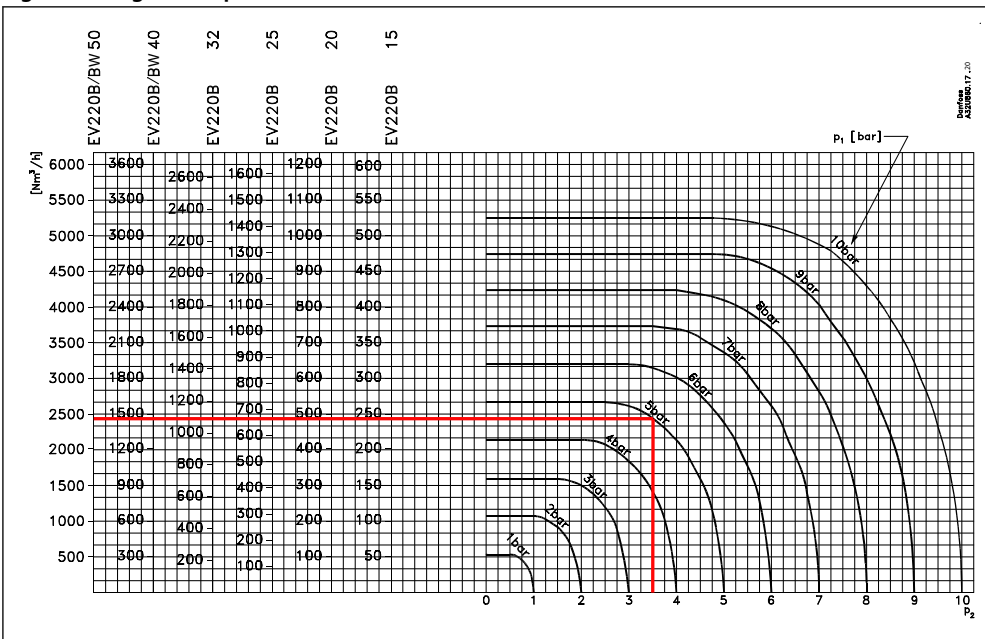 EV220B/BW 50
EV220B/BW 40
EV220B 32
EV220B 25
EV220B 20
EV220B 15
Danfoss
p₁ [bar]
[Nm³/h]
6000 3600 2600 1600 1200 600
5500 3300 2400 1500 1100 550
5000 3000 2200 1400 1000 500
4500 2700 2000 1300 900 450
4000 2400 1800 1200 800 400
3500 2100 1600 1100 700 350
3000 1800 1400 1000 600 300
2500 1500 1200 900 500 250
2000 1200 1000 800 400 200
1500 900 800 700 300 150
1000 600 600 600 200 100
500 300 400 500 100 50
200 400
300
200
100
10bar
9bar
8bar
7bar
6bar
5bar
4bar
3bar
2bar
1bar
0 1 2 3 4 5 6 7 8 9 10
p₂